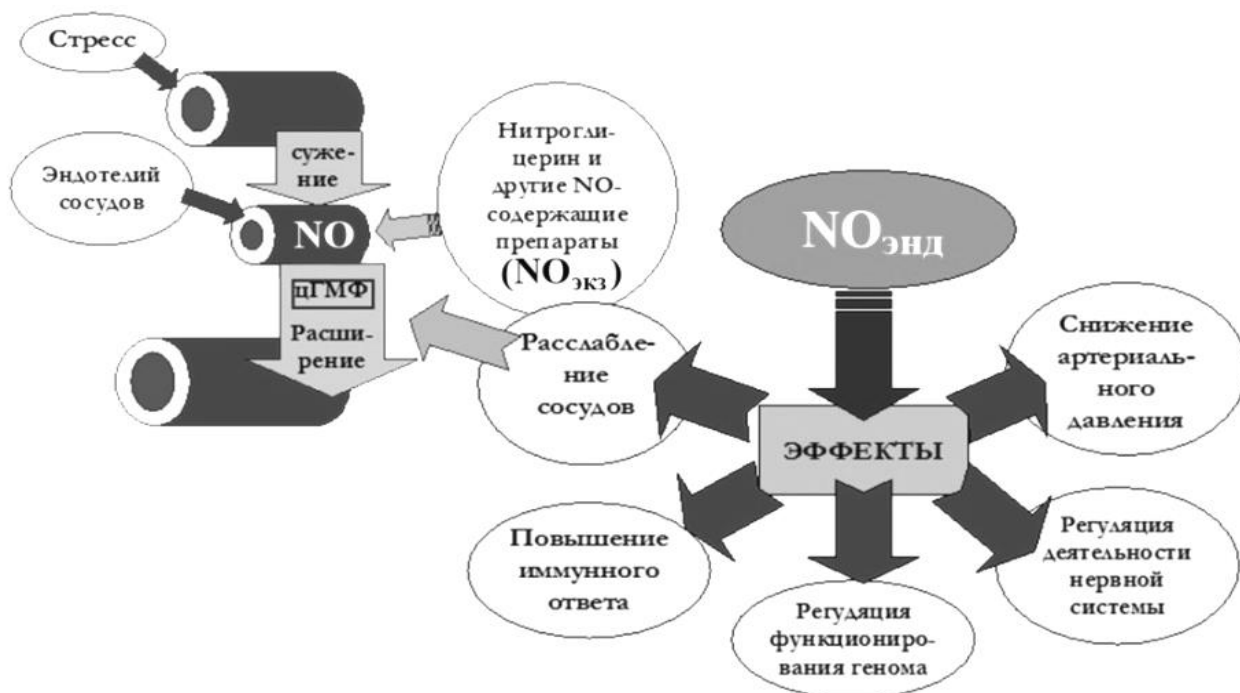 Стресс
суже-
ние
Эндотелий
сосудов
NO
Нитрогли-
церин и
другие NO-
содержащие
препараты
(NOэкз)
цГМФ
Расши-
рение
Расслабле-
ние
сосудов
NOэнд
ЭФФЕКТЫ
Снижение
артериаль-
ного
давления
Повышение
иммунного
ответа
Регудяция
функциониро-
вания генома
Регуляция
деятельности
нервной
системы